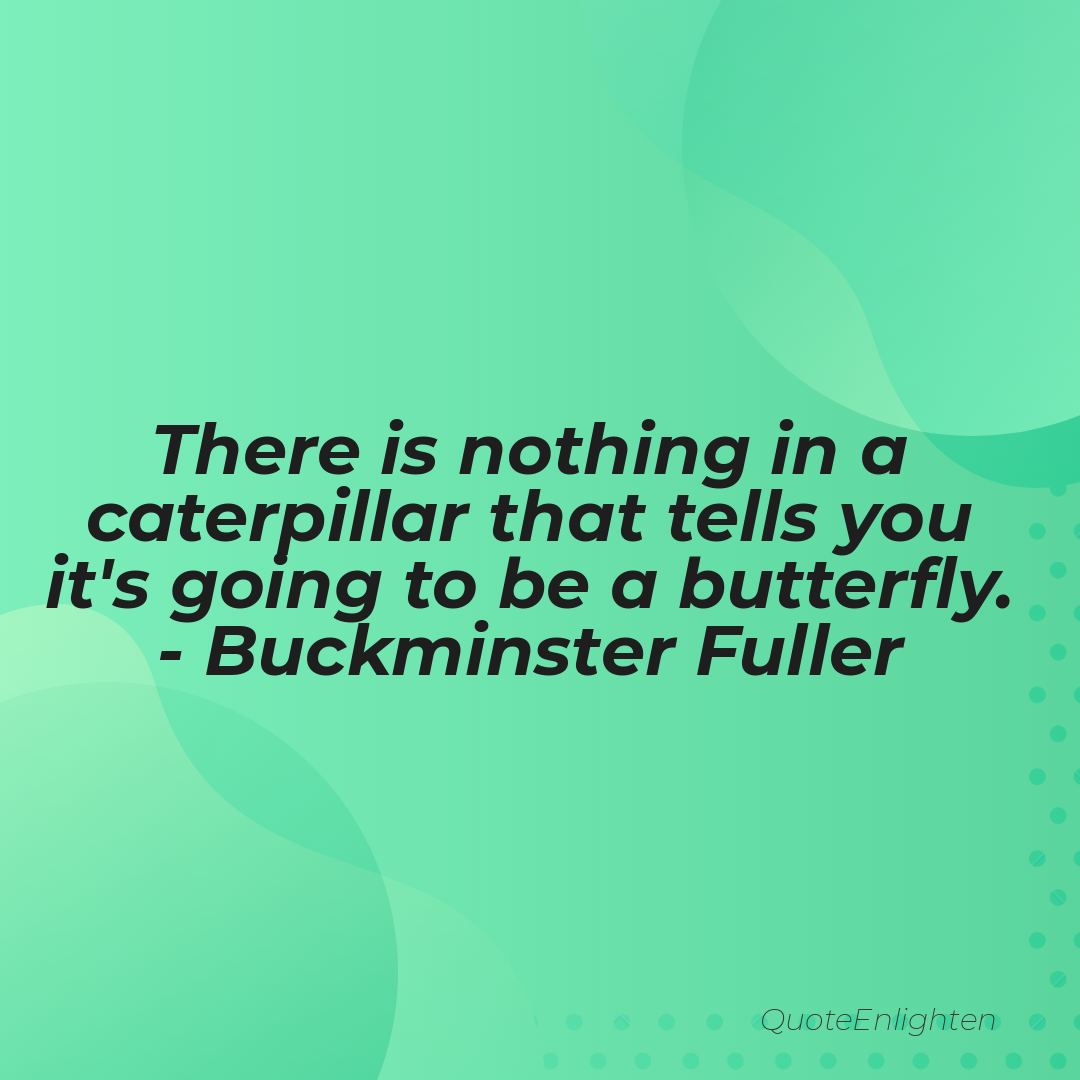 There is nothing in a
caterpillar that tells you
it's going to be a butterfly.
- Buckminster Fuller
QuoteEnlighten